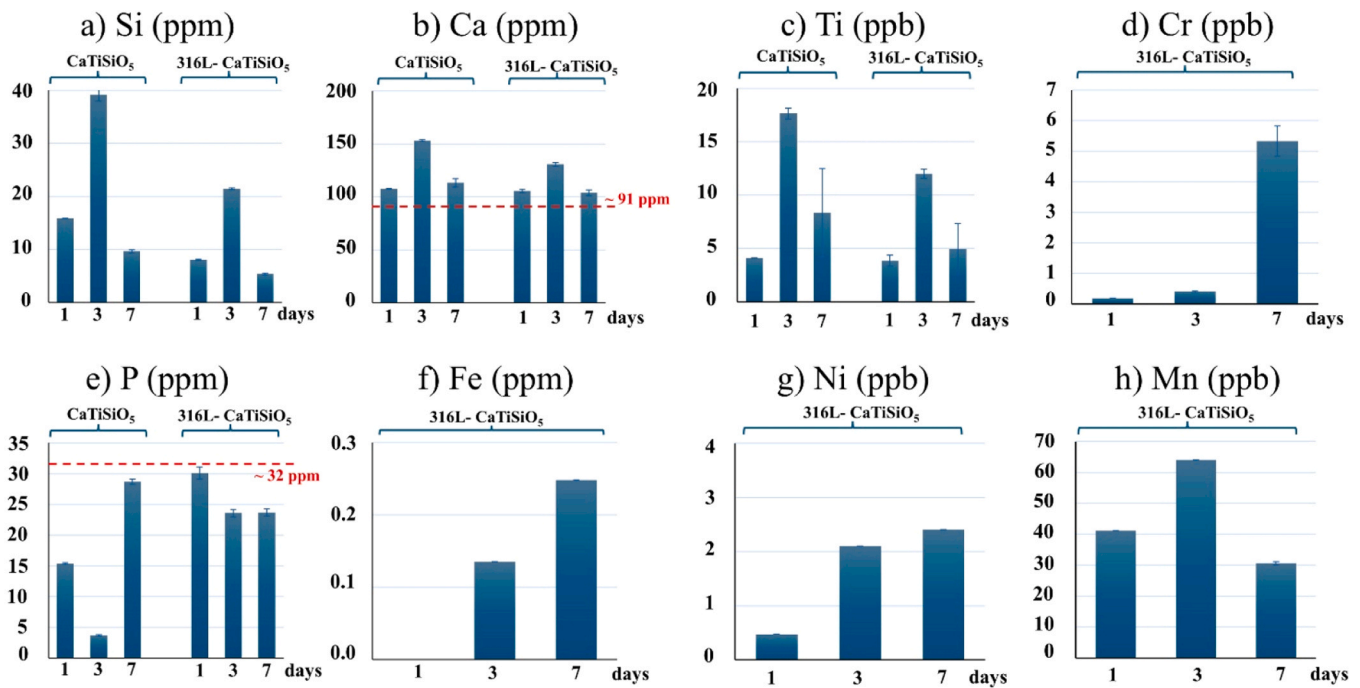 a) Si (ppm)
CaTiSiO₅ 316L- CaTiSiO₅
40
30
20
10
0
1 3 7 1 3 7 days
b) Ca (ppm)
CaTiSiO₅ 316L- CaTiSiO₅
200
150
100
50
0
~ 91 ppm
1 3 7 1 3 7 days
c) Ti (ppb)
CaTiSiO₅ 316L- CaTiSiO₅
20
15
10
5
0
1 3 7 1 3 7 days
d) Cr (ppb)
316L- CaTiSiO₅
7
6
5
4
3
2
1
0
1 3 7 days
e) P (ppm)
CaTiSiO₅ 316L- CaTiSiO₅
35
30
25
20
15
10
5
0
~ 32 ppm
1 3 7 1 3 7 days
f) Fe (ppm)
316L- CaTiSiO₅
0.3
0.2
0.1
0.0
1 3 7 days
g) Ni (ppb)
316L- CaTiSiO₅
4
3
2
1
0
1 3 7 days
h) Mn (ppb)
316L- CaTiSiO₅
70
60
50
40
30
20
10
0
1 3 7 days